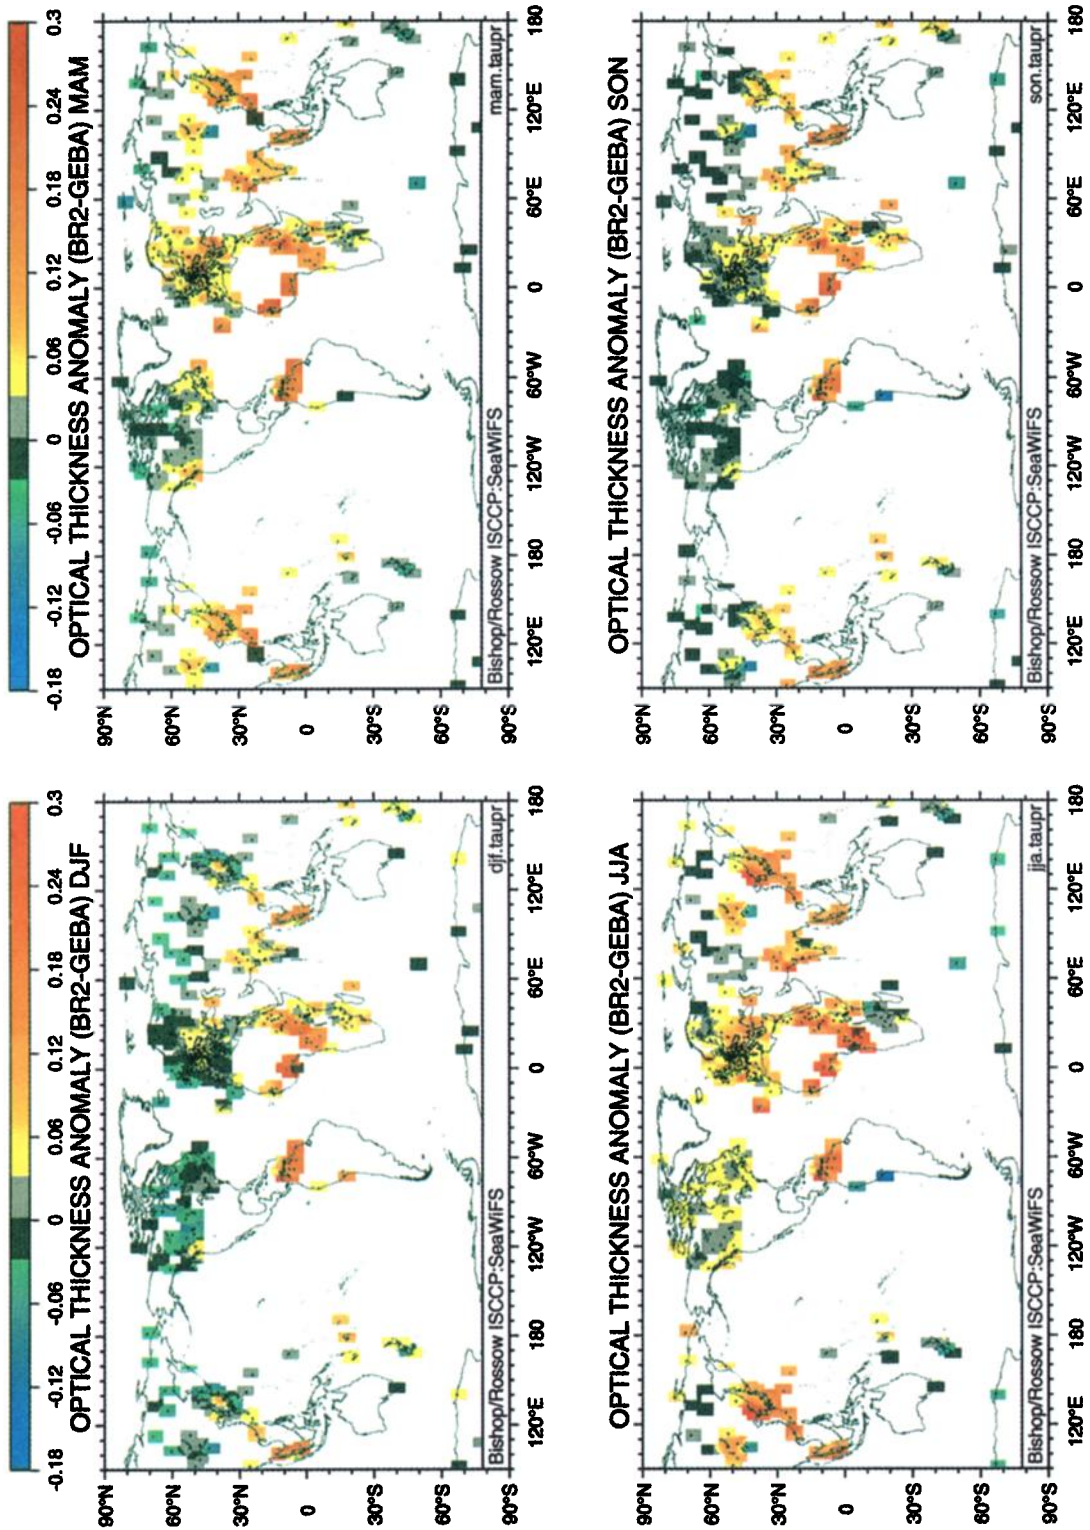 -0.18 -0.12 -0.06 0 0.06 0.12 0.18 0.24 0.3
OPTICAL THICKNESS ANOMALY (BR2-GEBA) DJF
90°N
60°N
30°N
0
30°S
60°S
90°S
Bishop/Rossow ISCCP:SeaWiFS djf.taupr
120°E 180 120°W 60°W 0 60°E 120°E 180
-0.18 -0.12 -0.06 0 0.06 0.12 0.18 0.24 0.3
OPTICAL THICKNESS ANOMALY (BR2-GEBA) MAM
90°N
60°N
30°N
0
30°S
60°S
90°S
Bishop/Rossow ISCCP:SeaWiFS mam.taupr
120°E 180 120°W 60°W 0 60°E 120°E 180
OPTICAL THICKNESS ANOMALY (BR2-GEBA) JJA
90°N
60°N
30°N
0
30°S
60°S
90°S
Bishop/Rossow ISCCP:SeaWiFS jja.taupr
120°E 180 120°W 60°W 0 60°E 120°E 180
OPTICAL THICKNESS ANOMALY (BR2-GEBA) SON
90°N
60°N
30°N
0
30°S
60°S
90°S
Bishop/Rossow ISCCP:SeaWiFS son.taupr
120°E 180 120°W 60°W 0 60°E 120°E 180